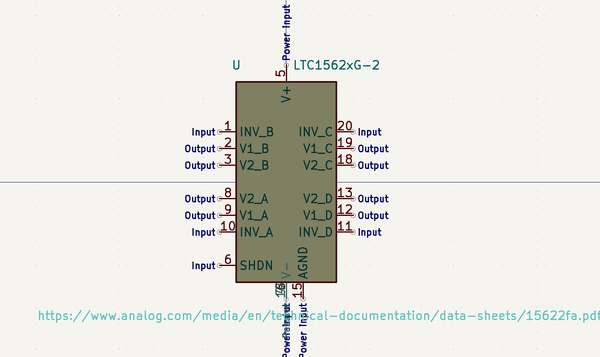 Power Input
U LTC1562xG-2
5
V+
Input 1 INV_B INV_C 20 Input
Output 2 V1_B V1_C 19 Output
Output 3 V2_B V2_C 18 Output
Output 8 V2_A V2_D 13 Output
Output 9 V1_A V1_D 12 Output
Input 10 INV_A INV_D 11 Input
Input 6 SHDN
V- AGND
15
https://www.analog.com/media/en/technical-documentation/data-sheets/15622fa.pdf
Power Input Power Input